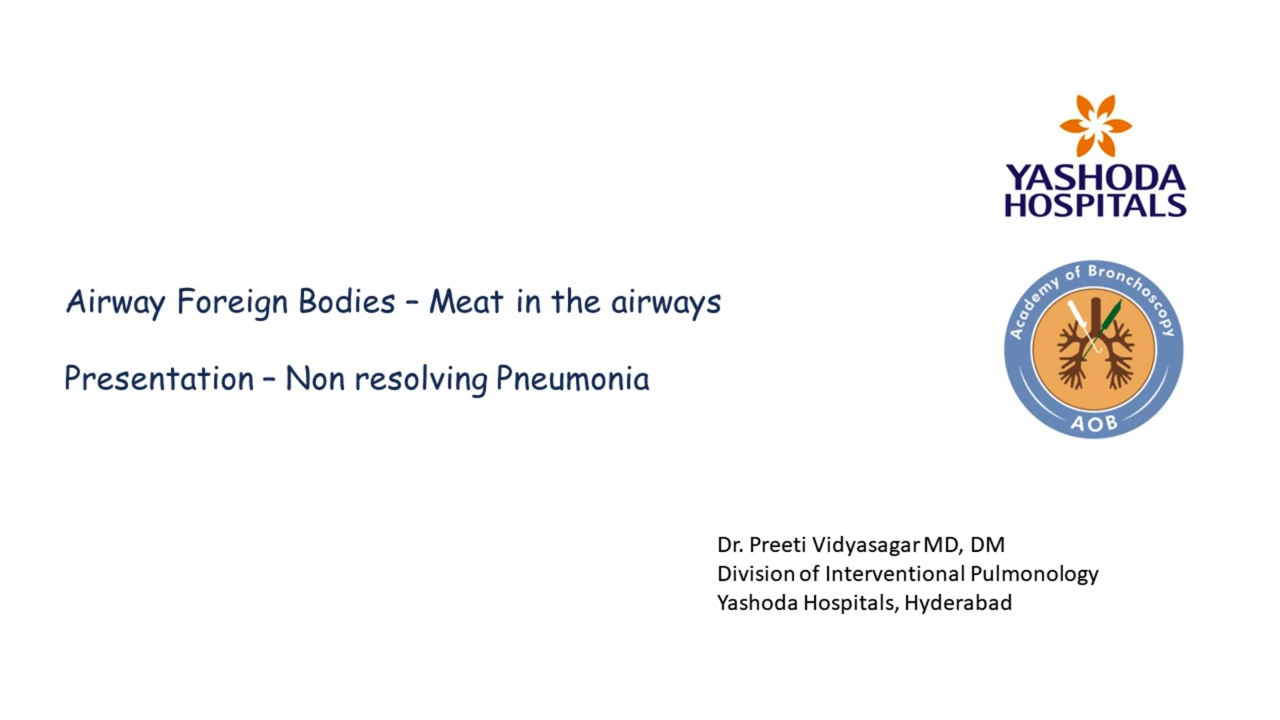 YASHODA
HOSPITALS
Academy of Bronchoscopy
AOB
Airway Foreign Bodies – Meat in the airways
Presentation – Non resolving Pneumonia
Dr. Preeti Vidyasagar MD, DM
Division of Interventional Pulmonology
Yashoda Hospitals, Hyderabad